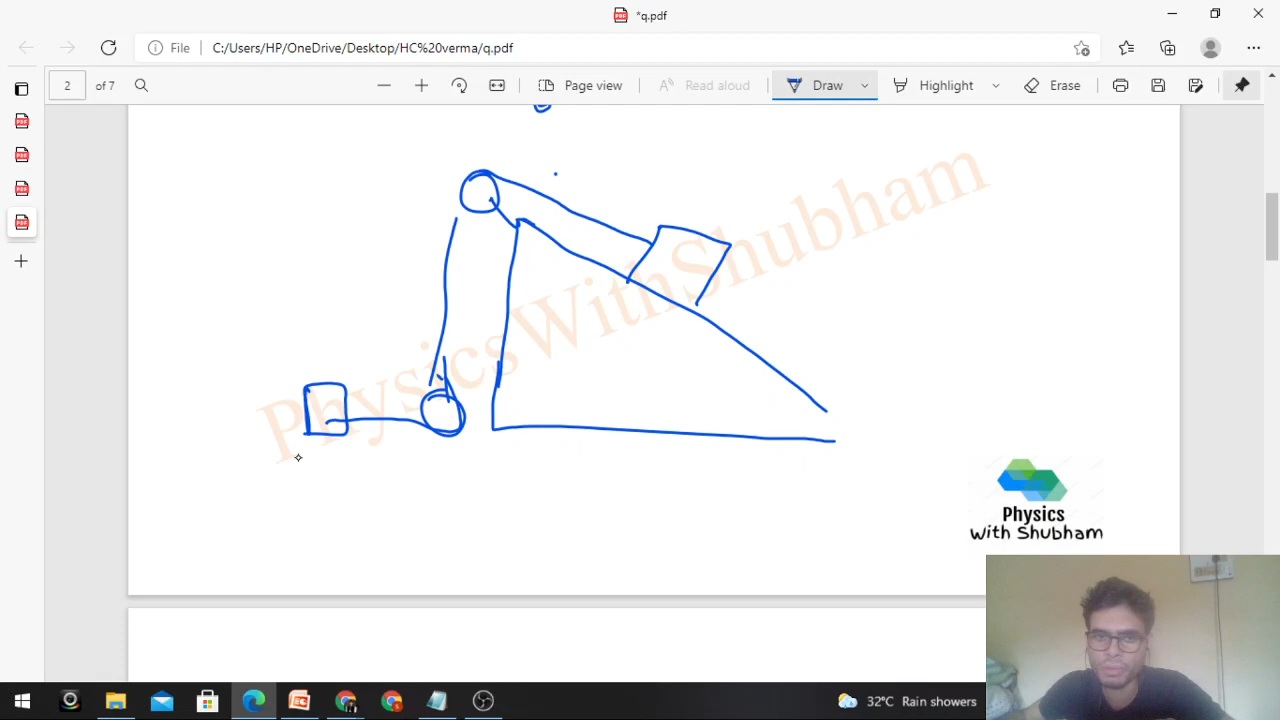 *q.pdf
File C:/Users/HP/OneDrive/Desktop/HC%20verma/q.pdf
2 of 7 Page view Read aloud Draw Highlight Erase
PhysicsWithShubham
Physics
With Shubham
32°C Rain showers